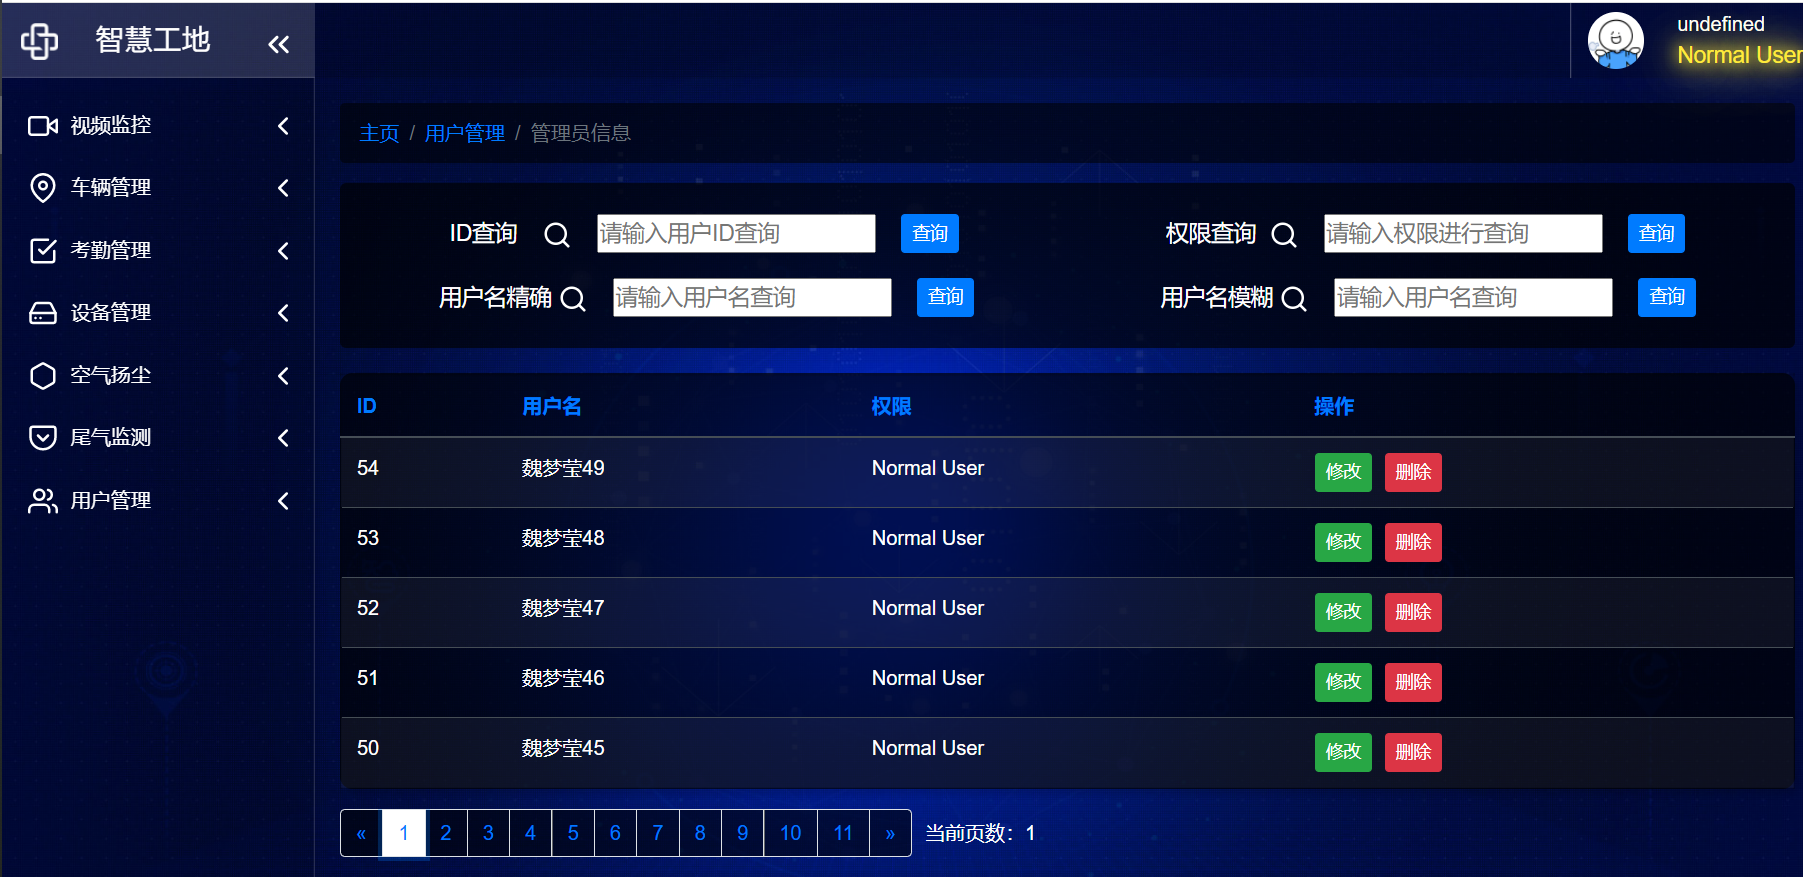 智慧工地
undefined
Normal User
视频监控
车辆管理
考勤管理
设备管理
空气扬尘
尾气监测
用户管理
主页 / 用户管理 / 管理员信息
ID查询 请输入用户ID查询 查询 权限查询 请输入权限进行查询 查询
用户名精确 请输入用户名查询 查询 用户名模糊 请输入用户名查询 查询
ID 用户名 权限 操作
54 魏梦莹49 Normal User 修改 删除
53 魏梦莹48 Normal User 修改 删除
52 魏梦莹47 Normal User 修改 删除
51 魏梦莹46 Normal User 修改 删除
50 魏梦莹45 Normal User 修改 删除
« 1 2 3 4 5 6 7 8 9 10 11 » 当前页数：1